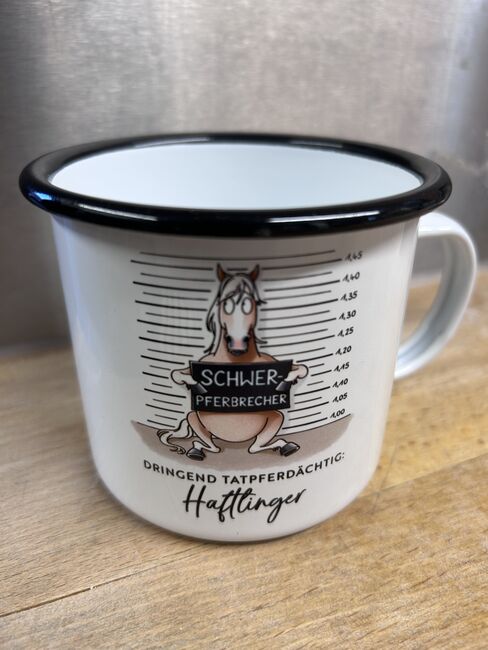 1,45
1,40
1,35
1,30
1,25
1,20
1,15
1,10
1,05
1,00
SCHWER-
PFERBRECHER
DRINGEND TATPFERDÄCHTIG:
Haftlinger